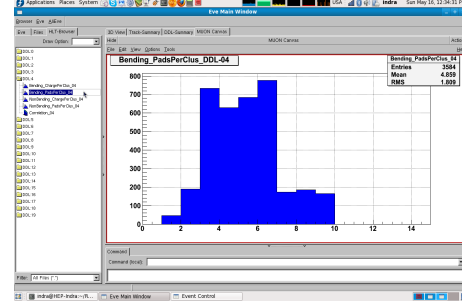 Applications Places System
USA
indra
Sun May 16, 12:34:31 P
Eve Main Window
Browser Eve AliEve
Eve Files HLT-Browser
3D View Track-Summary DDL-Summary MUON Canvas
Draw Option:
Hide
MUON Canvas
File Edit View Options Tools
DDL:0
DDL:1
DDL:2
DDL:3
DDL:4
Bending_ChargePerClus_04
Bending_PadsPerClus_04
NonBending_ChargePerClus_04
NonBending_PadsPerClus_04
Correlation_04
DDL:5
DDL:6
DDL:7
DDL:8
DDL:9
DDL:10
DDL:11
DDL:12
DDL:13
DDL:14
DDL:15
DDL:16
DDL:17
DDL:18
DDL:19
Bending_PadsPerClus_DDL-04
Bending_PadsPerClus_04
Entries 3584
Mean 4.859
RMS 1.809
800
700
600
500
400
300
200
100
0
0 2 4 6 8 10 12 14
Command
Command (local):
Filter: All Files (*.*)
indra@HEP-Indra:~/R...
Eve Main Window
Event Control